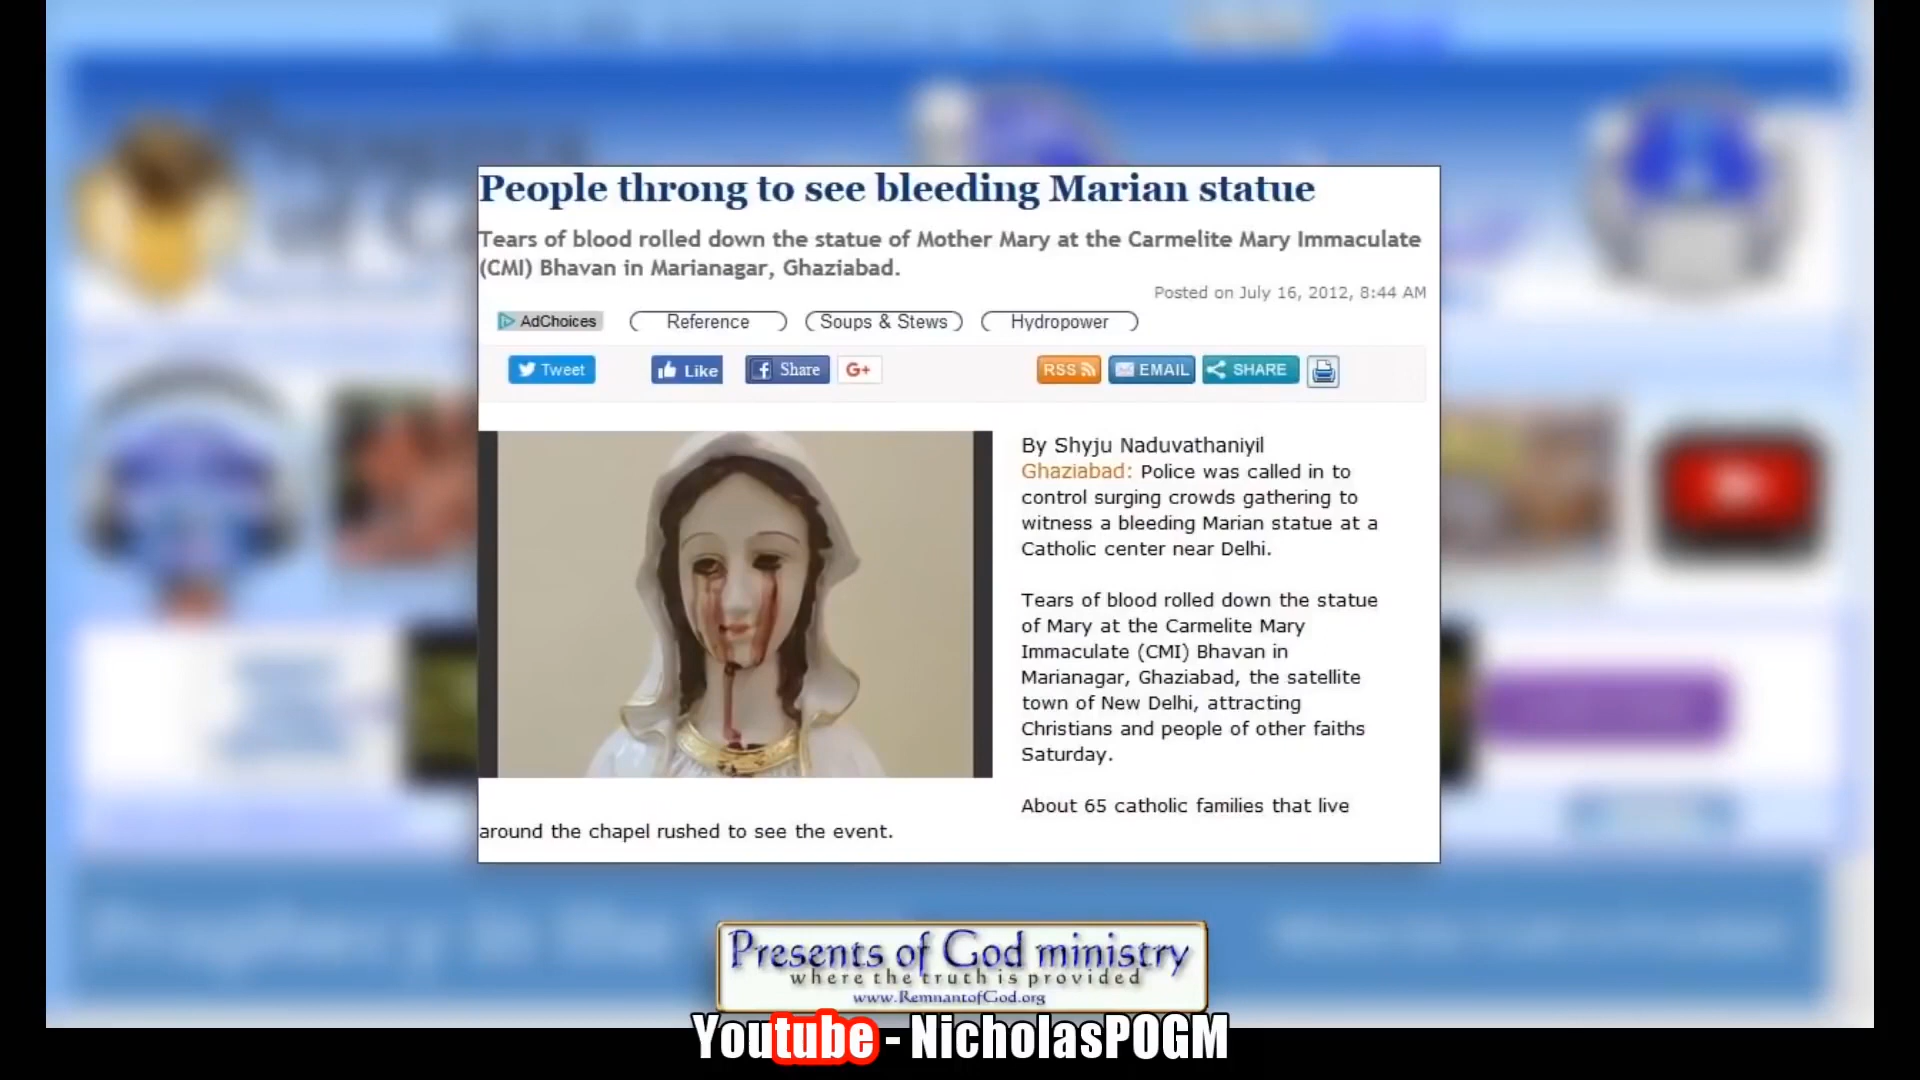 People throng to see bleeding Marian statue
Tears of blood rolled down the statue of Mother Mary at the Carmelite Mary Immaculate
(CMI) Bhavan in Marianagar, Ghaziabad.
Posted on July 16, 2012, 8:44 AM
AdChoices Reference Soups & Stews Hydropower
Tweet Like Share G+ RSS EMAIL SHARE
By Shyju Naduvathaniyil
Ghaziabad: Police was called in to
control surging crowds gathering to
witness a bleeding Marian statue at a
Catholic center near Delhi.
Tears of blood rolled down the statue
of Mary at the Carmelite Mary
Immaculate (CMI) Bhavan in
Marianagar, Ghaziabad, the satellite
town of New Delhi, attracting
Christians and people of other faiths
Saturday.
About 65 catholic families that live
around the chapel rushed to see the event.
Presents of God ministry
where the truth is provided
www.RemnantofGod.org
Youtube - NicholasPOGM